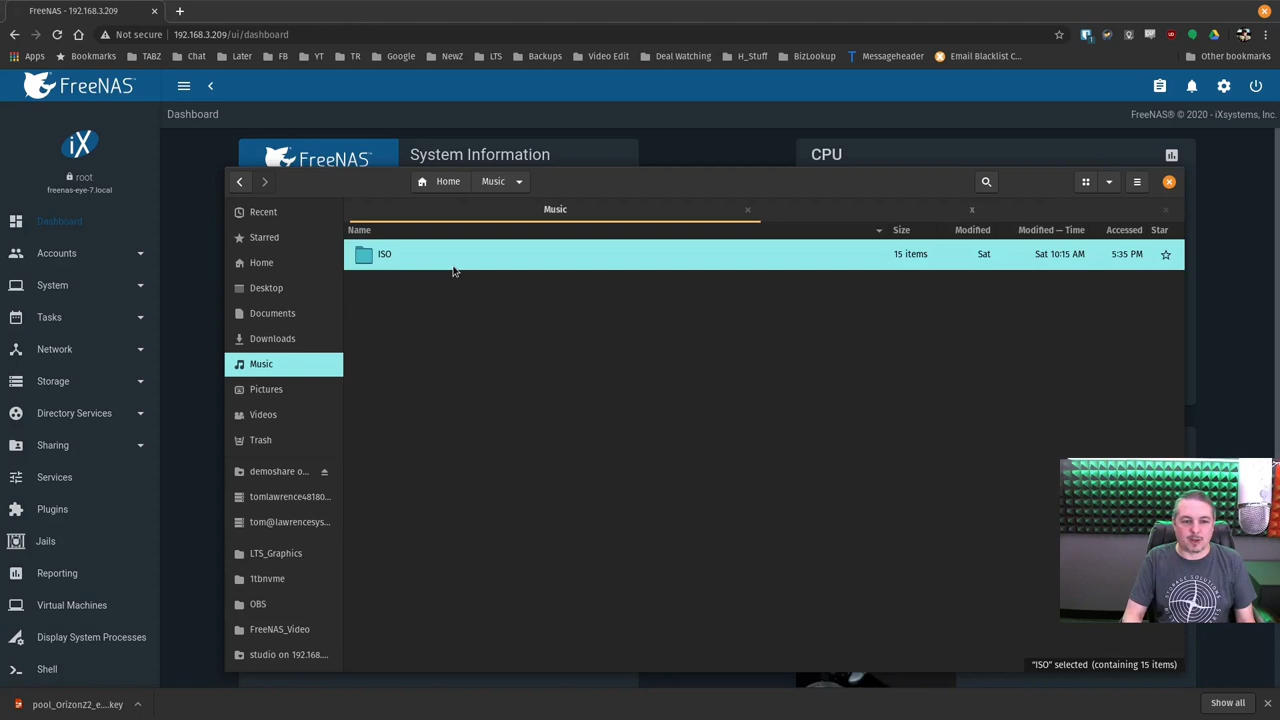 FreeNAS - 192.168.3.209
Not secure 192.168.3.209/ui/dashboard
Apps Bookmarks TABZ Chat Later FB YT TR Google NewZ LTS Backups Video Edit Deal Watching H_Stuff BizLookup Messageheader Email Blacklist C... Other bookmarks
FreeNAS
Dashboard FreeNAS® © 2020 - iXsystems, Inc.
iX
root
freenas-eye-7.local
FreeNAS System Information CPU
Home Music
Music x
Name Size Modified Modified — Time Accessed Star
ISO 15 items Sat Sat 10:15 AM 5:35 PM
Recent
Starred
Home
Desktop
Documents
Downloads
Music
Pictures
Videos
Trash
demoshare o...
tomlawrence48180...
tom@lawrencesys...
LTS_Graphics
1tbnvme
OBS
FreeNAS_Video
studio on 192.168....
Dashboard
Accounts
System
Tasks
Network
Storage
Directory Services
Sharing
Services
Plugins
Jails
Reporting
Virtual Machines
Display System Processes
Shell
"ISO" selected (containing 15 items)
pool_OrizonZ2_e....key Show all